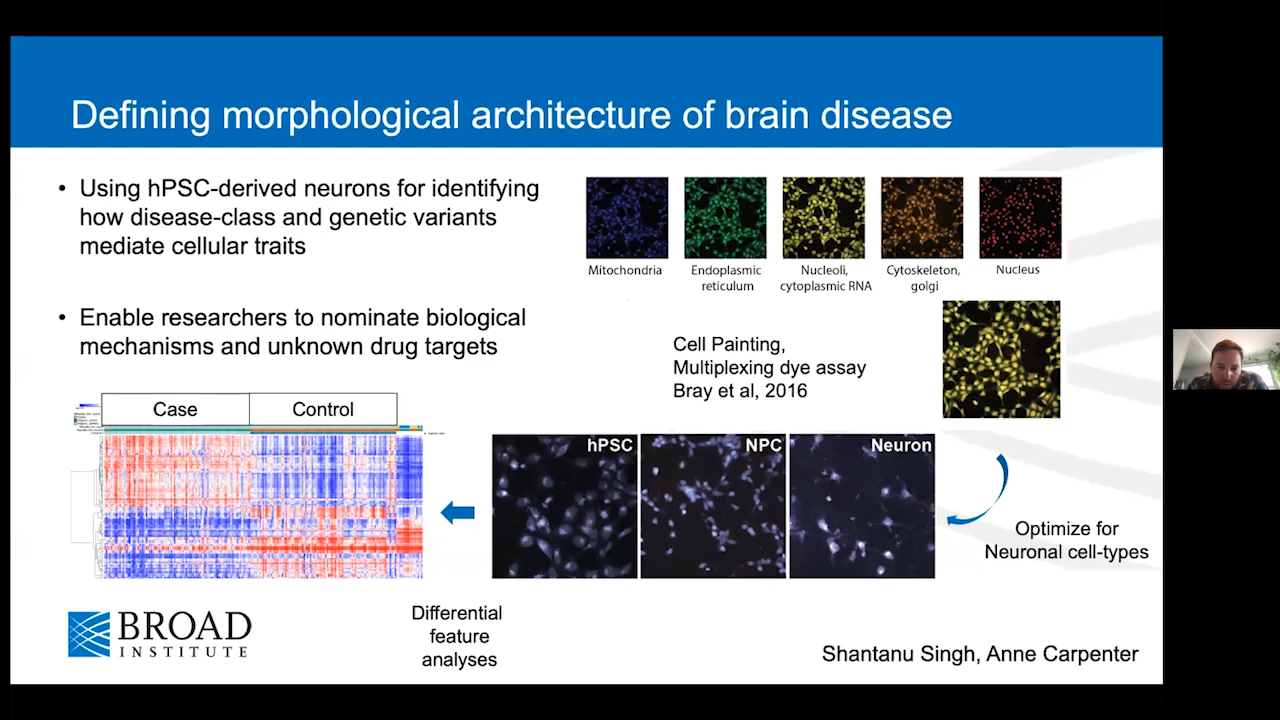 Defining morphological architecture of brain disease
• Using hPSC-derived neurons for identifying
how disease-class and genetic variants
mediate cellular traits
• Enable researchers to nominate biological
mechanisms and unknown drug targets
Mitochondria
Endoplasmic
reticulum
Nucleoli,
cytoplasmic RNA
Cytoskeleton,
golgi
Nucleus
Cell Painting,
Multiplexing dye assay
Bray et al, 2016
Case
Control
hPSC
NPC
Neuron
Optimize for
Neuronal cell-types
Differential
feature
analyses
BROAD
INSTITUTE
Shantanu Singh, Anne Carpenter